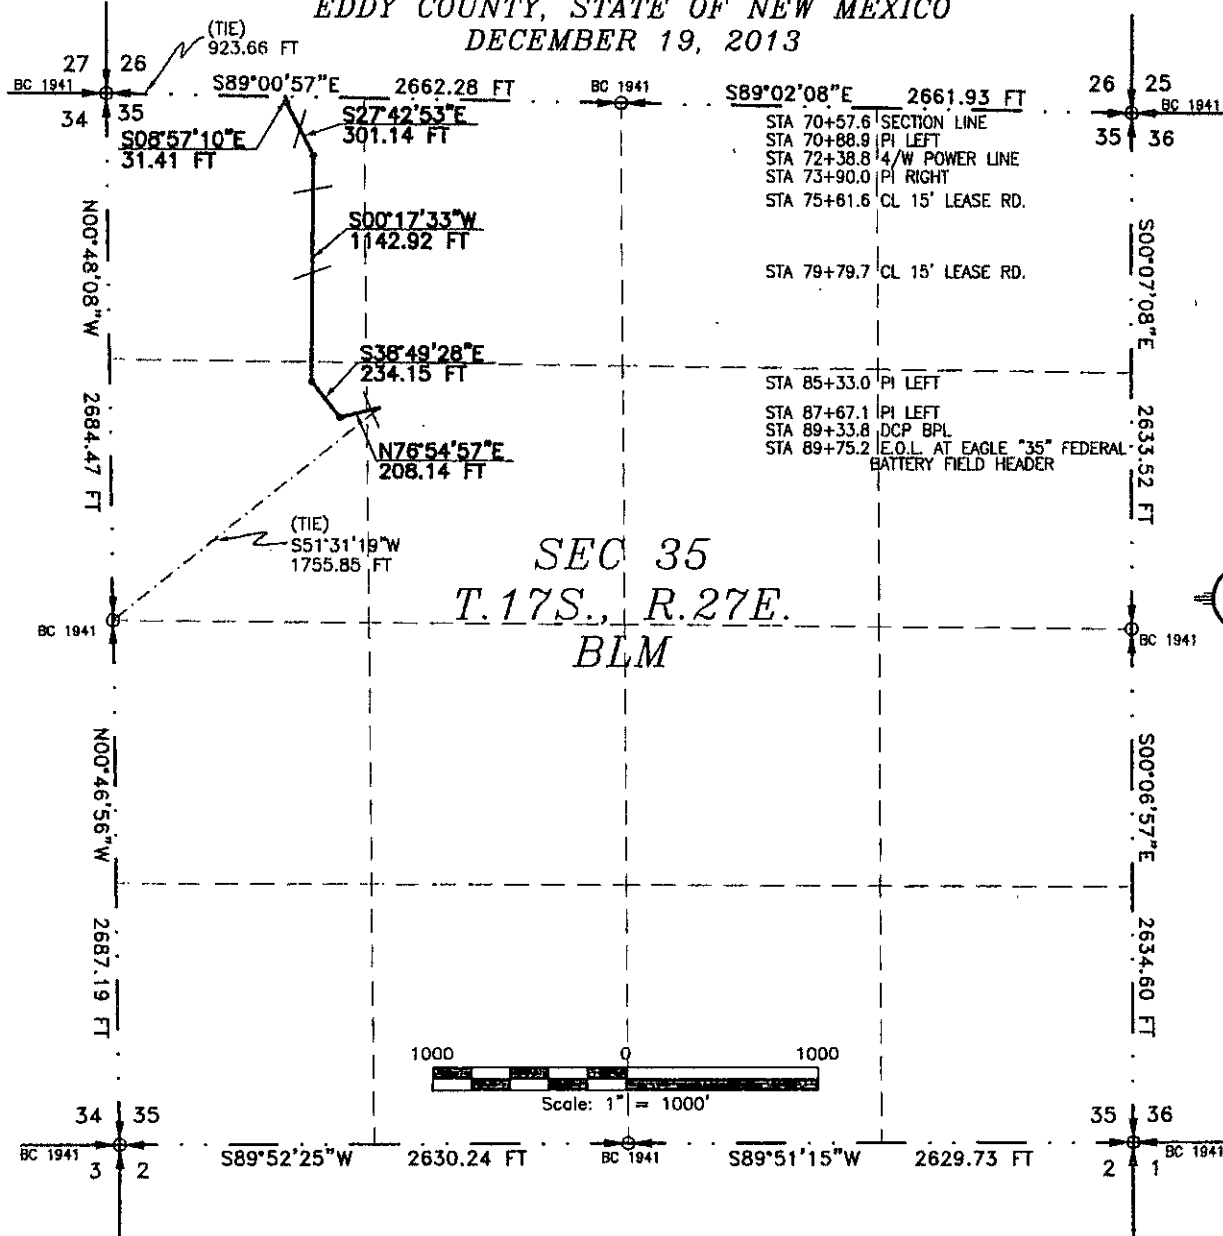 EDDY COUNTY, STATE OF NEW MEXICO
DECEMBER 19, 2013
(TIE)
923.66 FT
27 26
BC 1941
34 35
S89°00'57"E 2662.28 FT
BC 1941
S89°02'08"E 2661.93 FT
26 25
BC 1941
35 36
S08°57'10"E
31.41 FT
S27°42'53"E
301.14 FT
STA 70+57.6 SECTION LINE
STA 70+88.9 PI LEFT
STA 72+38.8 4/W POWER LINE
STA 73+90.0 PI RIGHT
STA 75+61.6 CL 15' LEASE RD.
STA 79+79.7 CL 15' LEASE RD.
STA 85+33.0 PI LEFT
STA 87+67.1 PI LEFT
STA 89+33.8 DCP BPL
STA 89+75.2 E.O.L. AT EAGLE "35" FEDERAL
BATTERY FIELD HEADER
N00°48'08"W 2684.47 FT
S00°17'33"W
1142.92 FT
S00°07'08"E 2633.52 FT
S38°49'28"E
234.15 FT
N76°54'57"E
208.14 FT
(TIE)
S51°31'19"W
1755.85 FT
SEC 35
T.17S., R.27E.
BLM
BC 1941
BC 1941
N00°46'56"W 2687.19 FT
S00°06'57"E 2634.60 FT
1000 0 1000
Scale: 1" = 1000'
34 35
BC 1941
3 2
S89°52'25"W 2630.24 FT
BC 1941
S89°51'15"W 2629.73 FT
35 36
BC 1941
2 1